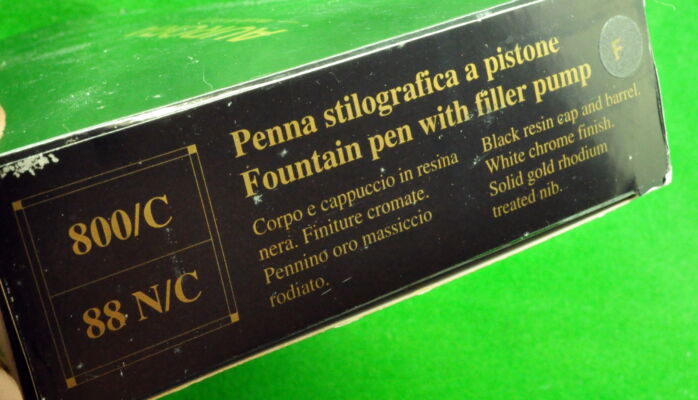 AURORA
F
Penna stilografica a pistone
Fountain pen with filler pump
800/C
88 N/C
Corpo e cappuccio in resina
nera. Finiture cromate.
Pennino oro massiccio
rodiato.
Black resin cap and barrel.
White chrome finish.
Solid gold rhodium
treated nib.